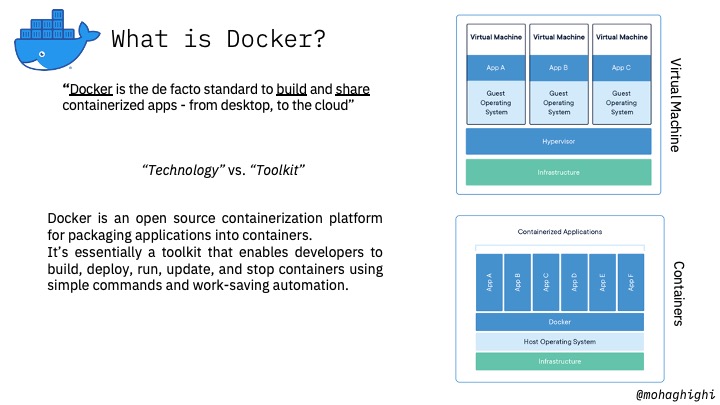 What is Docker?
“Docker is the de facto standard to build and share
containerized apps - from desktop, to the cloud”
“Technology” vs. “Toolkit”
Docker is an open source containerization platform
for packaging applications into containers.
It’s essentially a toolkit that enables developers to
build, deploy, run, update, and stop containers using
simple commands and work-saving automation.
Virtual Machine
Virtual Machine
Virtual Machine
App A
App B
App C
Guest
Operating
System
Guest
Operating
System
Guest
Operating
System
Hypervisor
Infrastructure
Virtual Machine
Containerized Applications
App A
App B
App C
App D
App E
App F
Docker
Host Operating System
Infrastructure
Containers
@mohaghighi